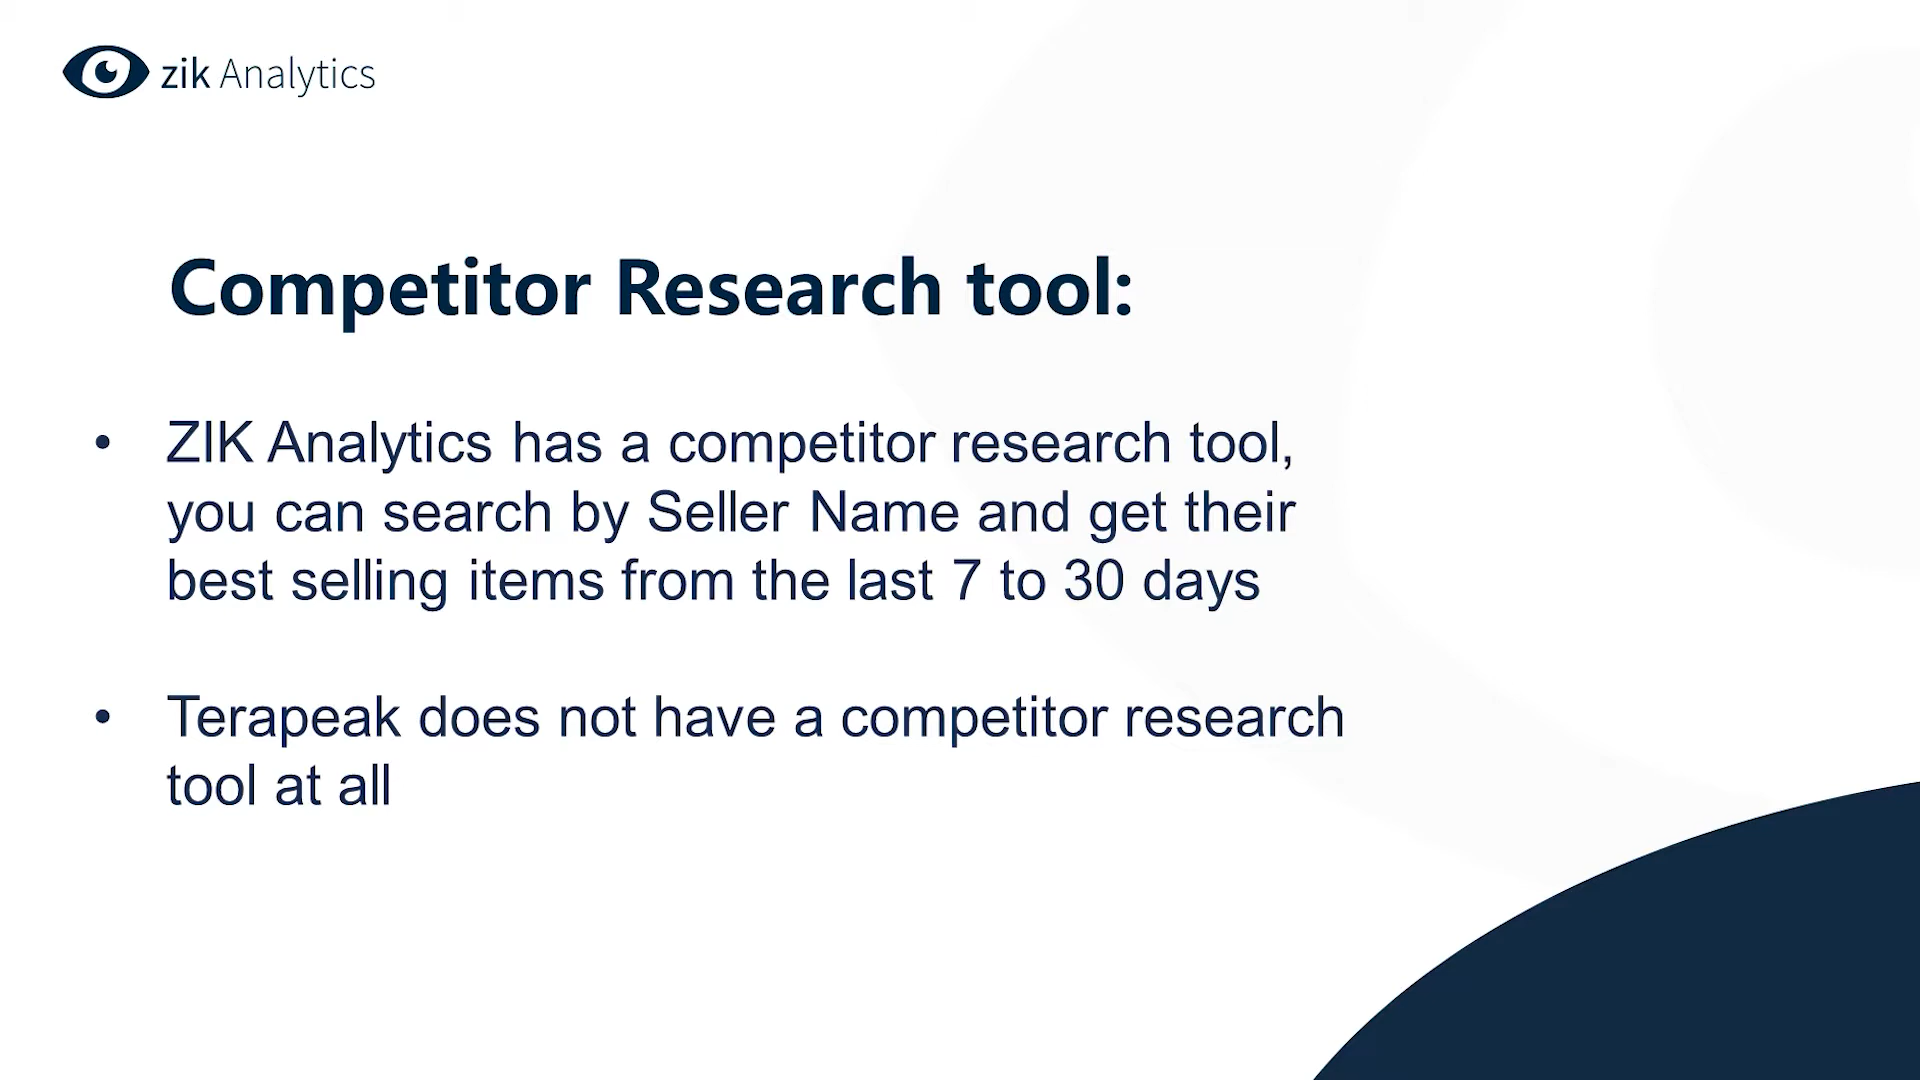 zik Analytics
Competitor Research tool:
• ZIK Analytics has a competitor research tool,
you can search by Seller Name and get their
best selling items from the last 7 to 30 days
• Terapeak does not have a competitor research
tool at all